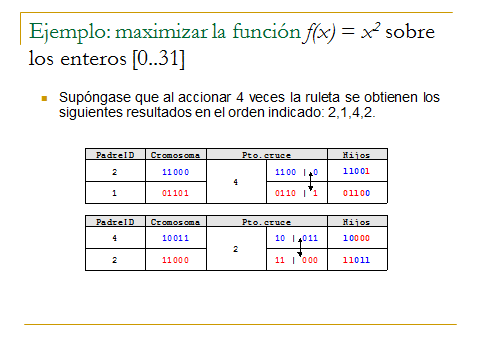 Ejemplo: maximizar la función f(x) = x² sobre
los enteros [0..31]
Supóngase que al accionar 4 veces la ruleta se obtienen los
siguientes resultados en el orden indicado: 2,1,4,2.
PadreID Cromosoma Pto.cruce Hijos
2 11000 4 1100 | 0 11001
1 01101 0110 | 1 01100
PadreID Cromosoma Pto.cruce Hijos
4 10011 2 10 | 011 10000
2 11000 11 | 000 11011